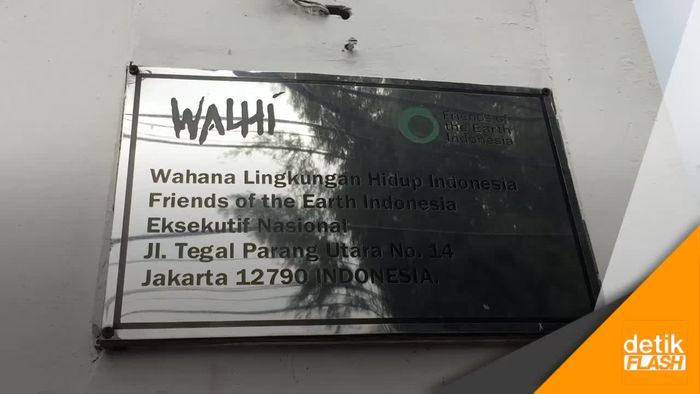 WALHI
Friends of
the Earth
Indonesia
Wahana Lingkungan Hidup Indonesia
Friends of the Earth Indonesia
Eksekutif Nasional
Jl. Tegal Parang Utara No. 14
Jakarta 12790 INDONESIA.
detik
FLASH